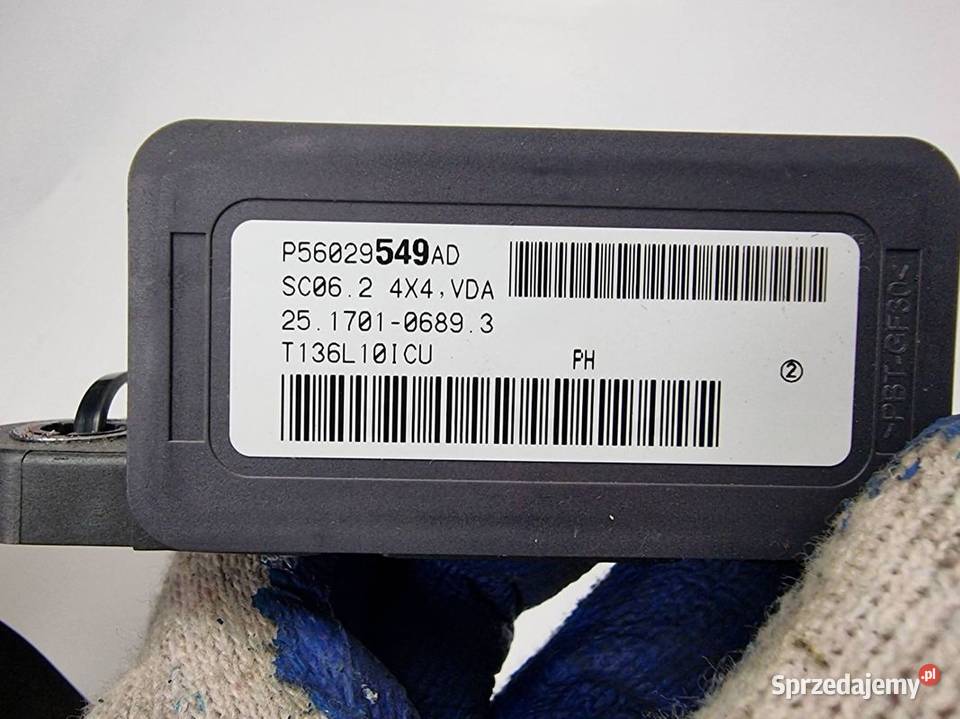 P56029549AD
SC06.2 4X4,VDA
25.1701-0689.3
T136L10ICU
PH
2
>PBT-GF30<
Sprzedajemy.pl